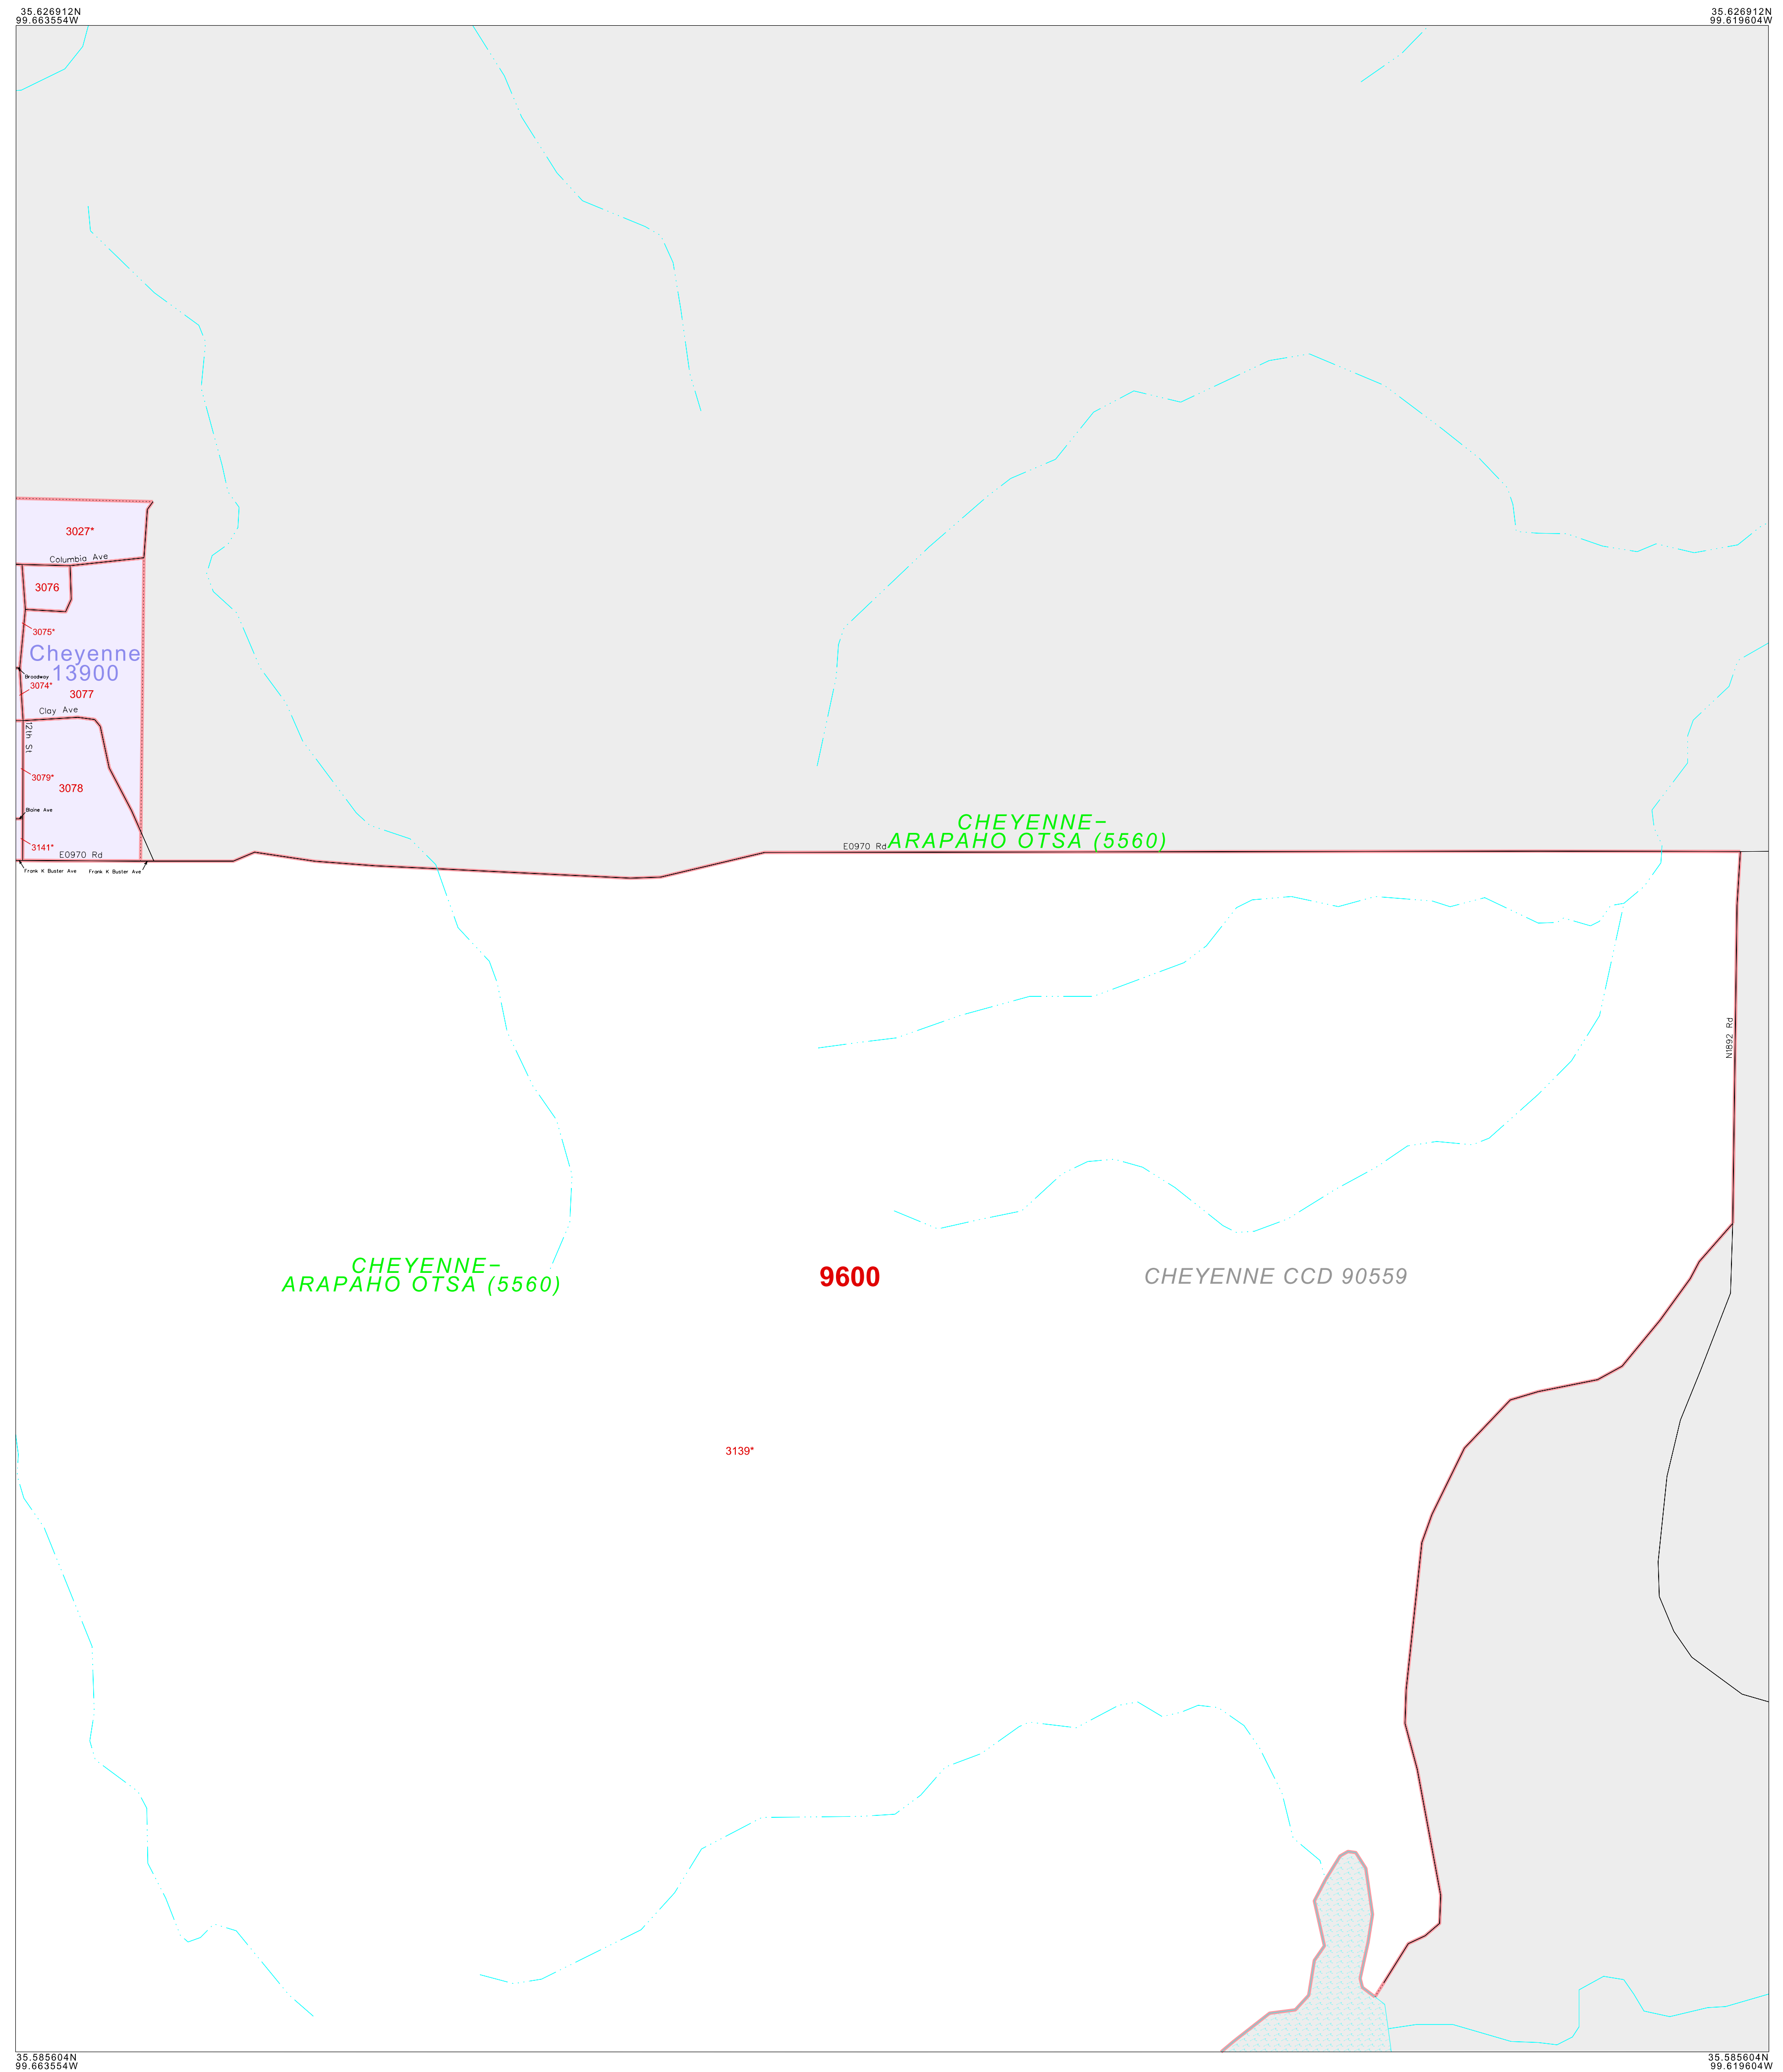 35.626912N
99.663554W
35.626912N
99.619604W
3027*
Columbia Ave
3076
3075*
Cheyenne
13900
Broadway
3074*
3077
Clay Ave
12th St
3079*
3078
Blaine Ave
3141*
E0970 Rd
Frank K Buster Ave
Frank K Buster Ave
CHEYENNE-
ARAPAHO OTSA (5560)
E0970 Rd
N1892 Rd
CHEYENNE-
ARAPAHO OTSA (5560)
9600
CHEYENNE CCD 90559
3139*
35.585604N
99.663554W
35.585604N
99.619604W